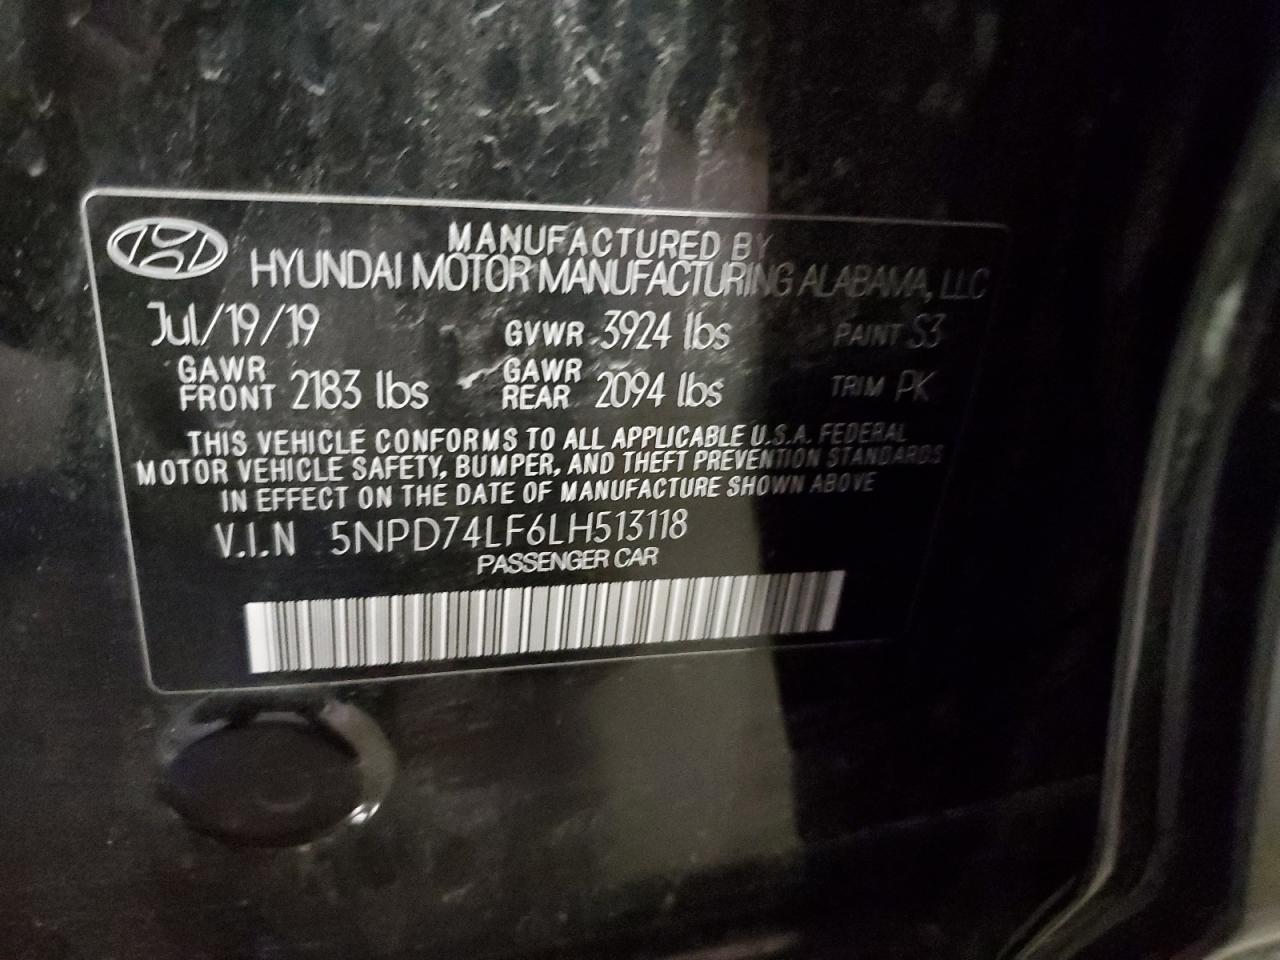 MANUFACTURED BY
HYUNDAI MOTOR MANUFACTURING ALABAMA, LLC
Jul/19/19 GVWR 3924 lbs PAINT S3
GAWR FRONT 2183 lbs GAWR REAR 2094 lbs TRIM PK
THIS VEHICLE CONFORMS TO ALL APPLICABLE U.S.A. FEDERAL
MOTOR VEHICLE SAFETY, BUMPER, AND THEFT PREVENTION STANDARDS
IN EFFECT ON THE DATE OF MANUFACTURE SHOWN ABOVE
V.I.N 5NPD74LF6LH513118
PASSENGER CAR